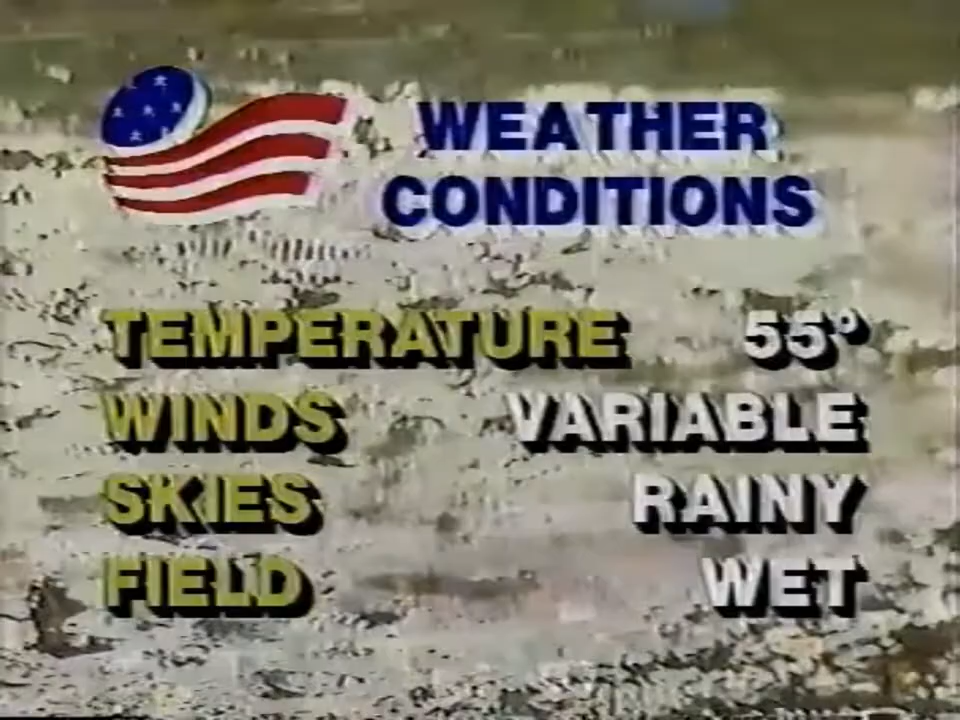 WEATHER
CONDITIONS
TEMPERATURE 55°
WINDS VARIABLE
SKIES RAINY
FIELD WET